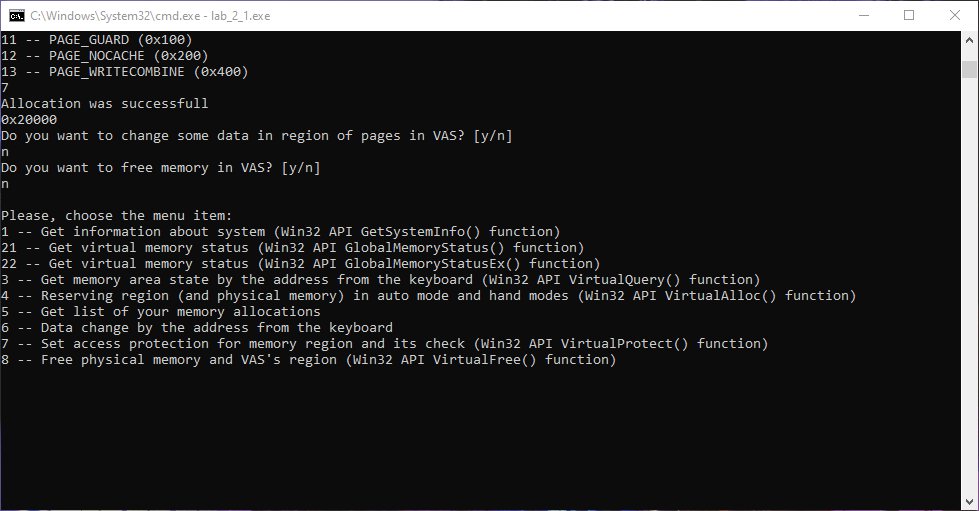 C:\Windows\System32\cmd.exe - lab_2_1.exe
11 -- PAGE_GUARD (0x100)
12 -- PAGE_NOCACHE (0x200)
13 -- PAGE_WRITECOMBINE (0x400)
7
Allocation was successfull
0x20000
Do you want to change some data in region of pages in VAS? [y/n]
n
Do you want to free memory in VAS? [y/n]
n
Please, choose the menu item:
1 -- Get information about system (Win32 API GetSystemInfo() function)
21 -- Get virtual memory status (Win32 API GlobalMemoryStatus() function)
22 -- Get virtual memory status (Win32 API GlobalMemoryStatusEx() function)
3 -- Get memory area state by the address from the keyboard (Win32 API VirtualQuery() function)
4 -- Reserving region (and physical memory) in auto mode and hand modes (Win32 API VirtualAlloc() function)
5 -- Get list of your memory allocations
6 -- Data change by the address from the keyboard
7 -- Set access protection for memory region and its check (Win32 API VirtualProtect() function)
8 -- Free physical memory and VAS's region (Win32 API VirtualFree() function)